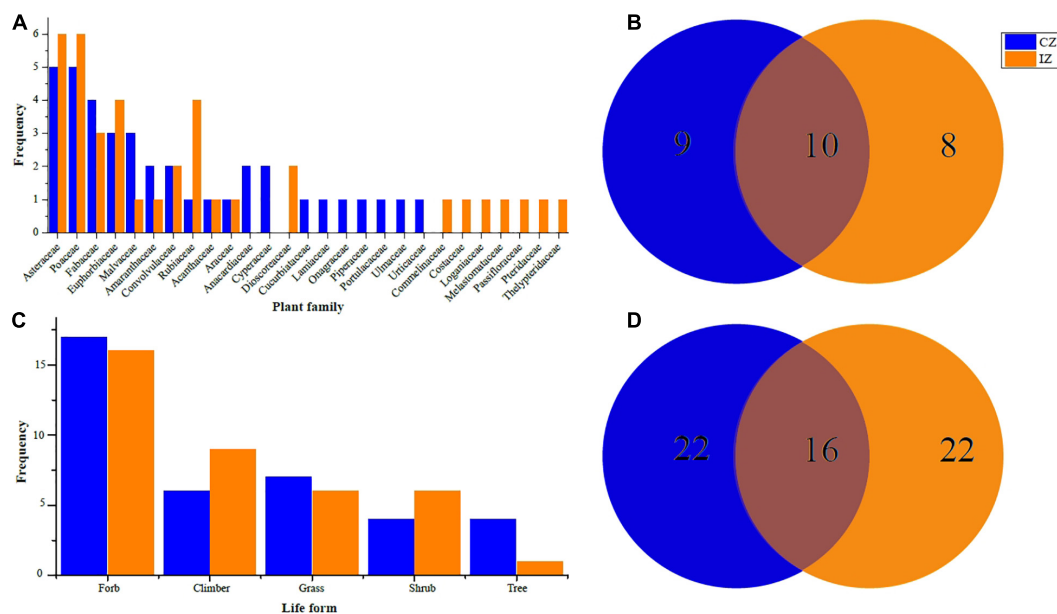 A
Frequency
6
5
4
3
2
1
0
Asteraceae
Poaceae
Fabaceae
Euphorbiaceae
Malvaceae
Amaranthaceae
Convolvulaceae
Rubiaceae
Acanthaceae
Araceae
Anacardiaceae
Cyperaceae
Dioscoreaceae
Cucurbitaceae
Lamiaceae
Onagraceae
Piperaceae
Portulacaceae
Ulmaceae
Urticaceae
Commelinaceae
Costaceae
Loganiaceae
Melastomataceae
Passifloraceae
Pteridaceae
Thelypteridaceae
Plant family
B
9
10
8
CZ
IZ
C
Frequency
15
10
5
0
Forb
Climber
Grass
Shrub
Tree
Life form
D
22
16
22